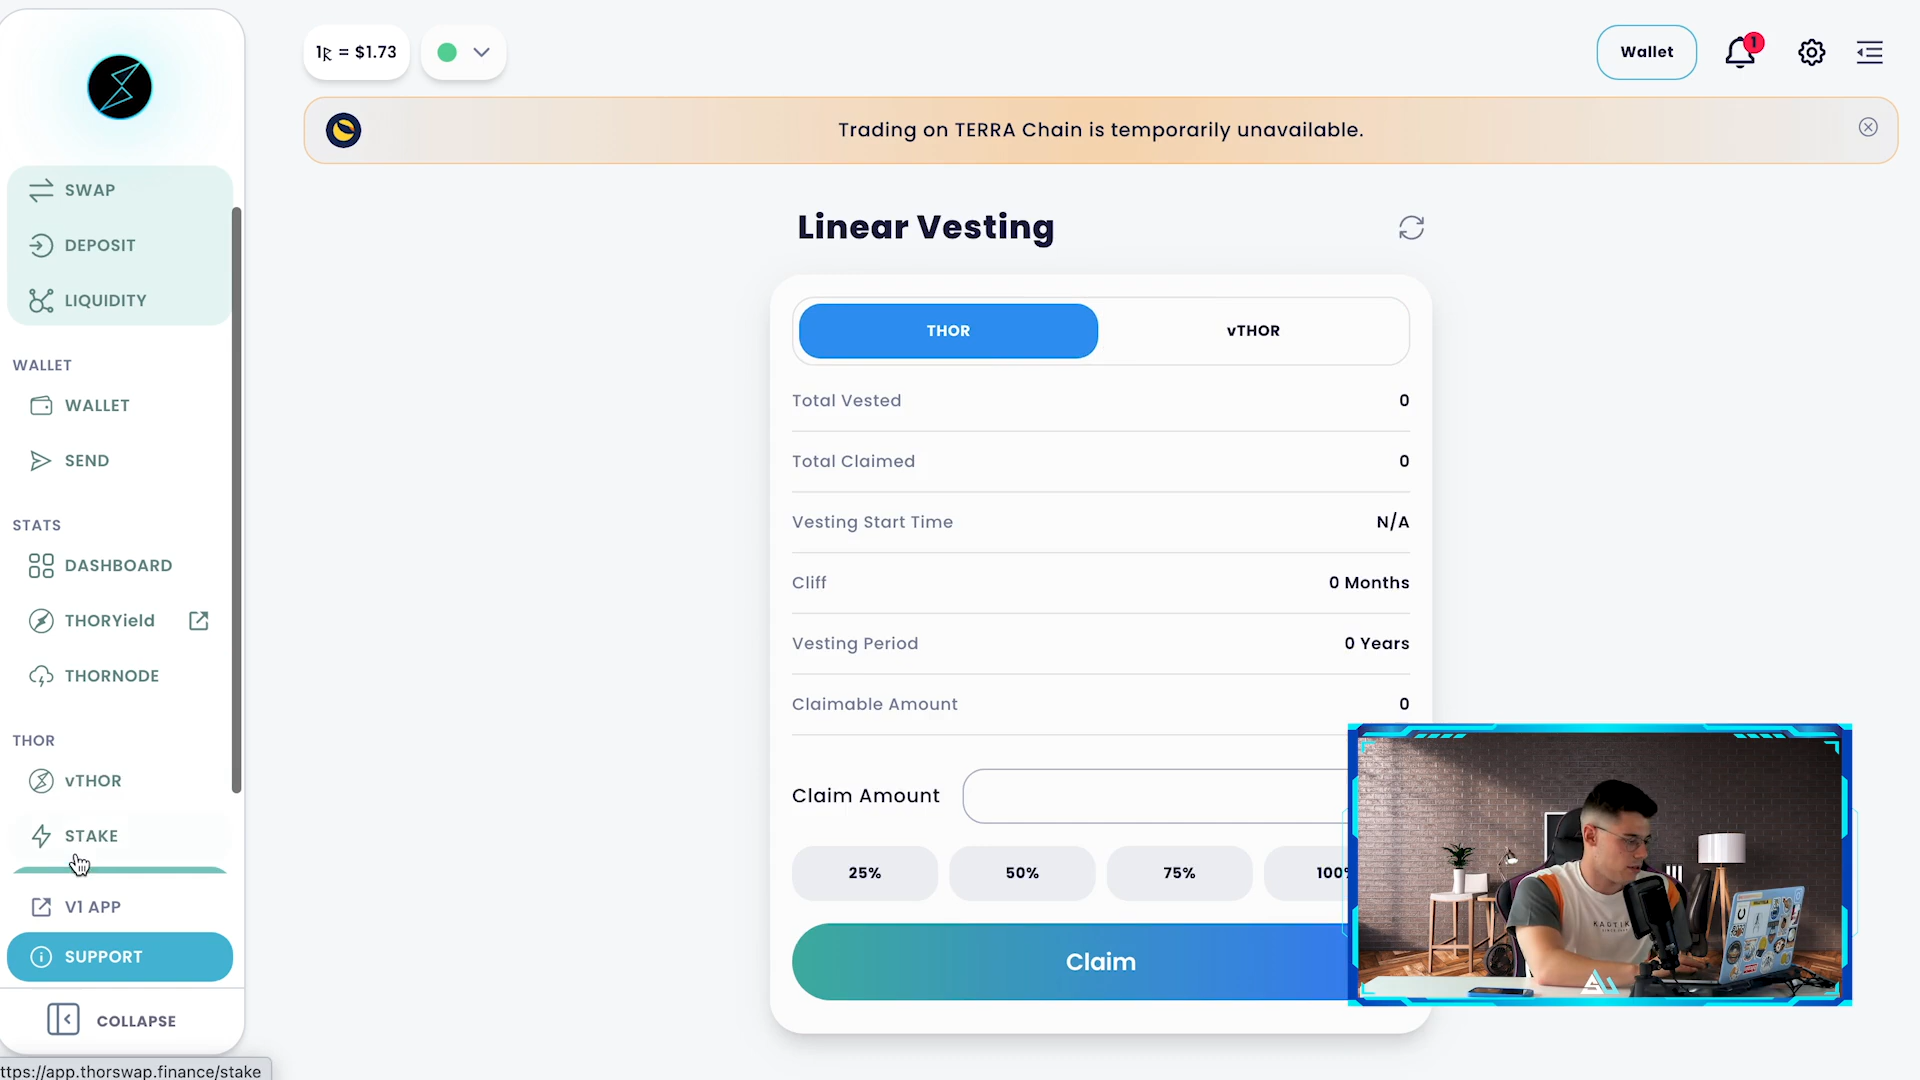 1ᚱ = $1.73
Wallet
1
Trading on TERRA Chain is temporarily unavailable.
SWAP
DEPOSIT
LIQUIDITY
WALLET
WALLET
SEND
STATS
DASHBOARD
THORYield
THORNODE
THOR
vTHOR
STAKE
V1 APP
SUPPORT
COLLAPSE
ttps://app.thorswap.finance/stake
Linear Vesting
THOR vTHOR
Total Vested 0
Total Claimed 0
Vesting Start Time N/A
Cliff 0 Months
Vesting Period 0 Years
Claimable Amount 0
Claim Amount
25% 50% 75% 100%
Claim
KAOTIKO